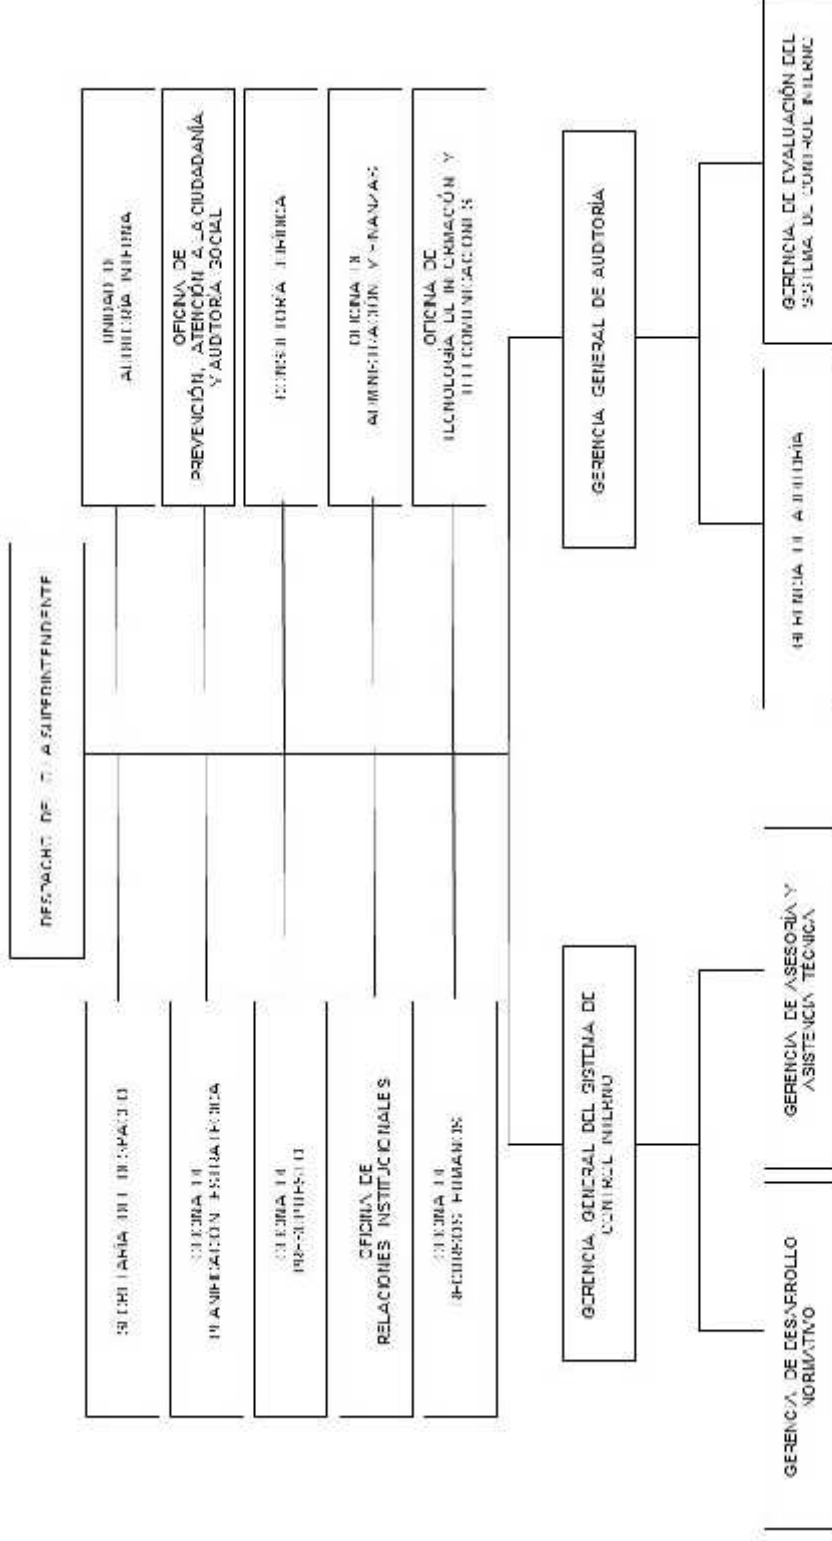 DESPACHO DEL LA SUPERINTENDENTE
SECRETARÍA DEL DESPACHO
UNIDAD DE
AUDITORÍA INTERNA
OFICINA DE
PLANIFICACIÓN ESTRATÉGICA
OFICINA DE
PREVENCIÓN, ATENCIÓN A LA CIUDADANÍA
Y AUDITORÍA SOCIAL
OFICINA DE
PRESUPUESTO
CONSULTORÍA JURÍDICA
OFICINA DE
RELACIONES INSTITUCIONALES
OFICINA DE
ADMINISTRACIÓN Y FINANZAS
OFICINA DE
RECURSOS HUMANOS
OFICINA DE
TECNOLOGÍA DE INFORMACIÓN Y
TELECOMUNICACIONES
GERENCIA GENERAL DEL SISTEMA DE
CONTROL INTERNO
GERENCIA GENERAL DE AUDITORÍA
GERENCIA DE DESARROLLO
NORMATIVO
GERENCIA DE ASESORÍA Y
ASISTENCIA TÉCNICA
GERENCIA DE AUDITORÍA
GERENCIA DE EVALUACIÓN DEL
SISTEMA DE CONTROL INTERNO